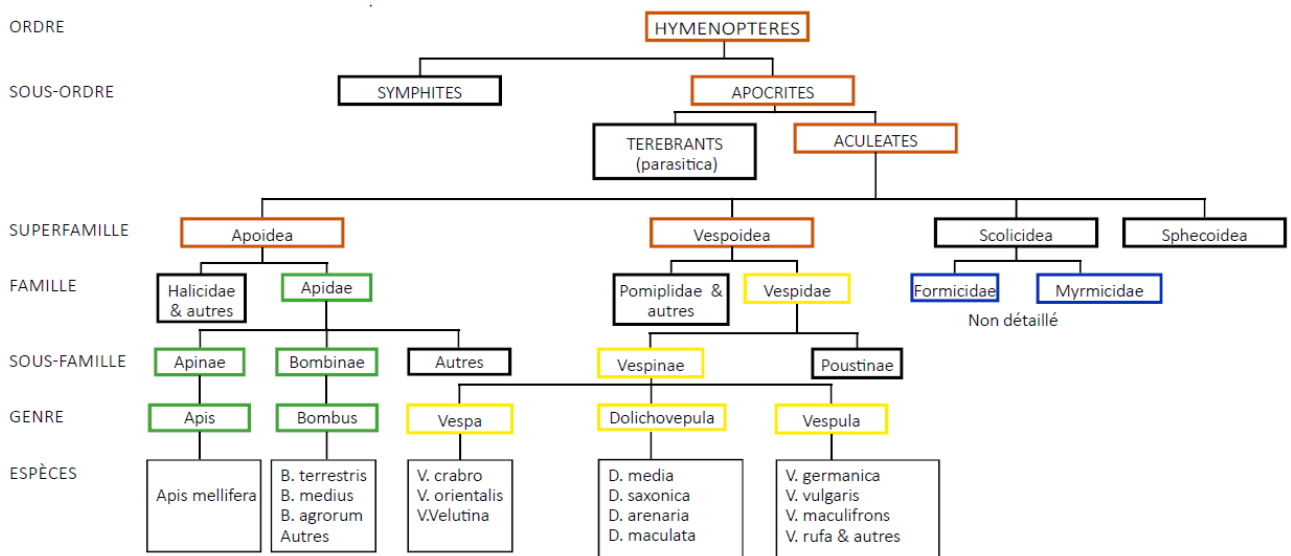 ORDRE
HYMENOPTERES
SOUS-ORDRE
SYMPHITES
APOCRITES
TEREBRANTS
(parasitica)
ACULEATES
SUPERFAMILLE
Apoidea
Vespoidea
Scolicidea
Sphecoidea
FAMILLE
Halicidae
& autres
Apidae
Pomiplidae &
autres
Vespidae
Formicidae
Myrmicidae
Non détaillé
SOUS-FAMILLE
Apinae
Bombinae
Autres
Vespinae
Poustinae
GENRE
Apis
Bombus
Vespa
Dolichovepula
Vespula
ESPÈCES
Apis mellifera
B. terrestris
B. medius
B. agrorum
Autres
V. crabro
V. orientalis
V.Velutina
D. media
D. saxonica
D. arenaria
D. maculata
V. germanica
V. vulgaris
V. maculifrons
V. rufa & autres